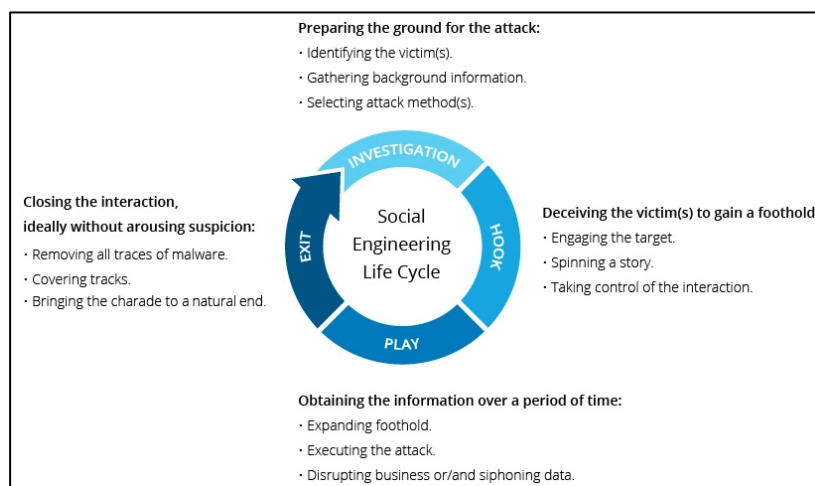 Preparing the ground for the attack:
· Identifying the victim(s).
· Gathering background information.
· Selecting attack method(s).
INVESTIGATION
Closing the interaction,
ideally without arousing suspicion:
· Removing all traces of malware.
· Covering tracks.
· Bringing the charade to a natural end.
EXIT
Social
Engineering
Life Cycle
HOOK
Deceiving the victim(s) to gain a foothold
· Engaging the target.
· Spinning a story.
· Taking control of the interaction.
PLAY
Obtaining the information over a period of time:
· Expanding foothold.
· Executing the attack.
· Disrupting business or/and siphoning data.